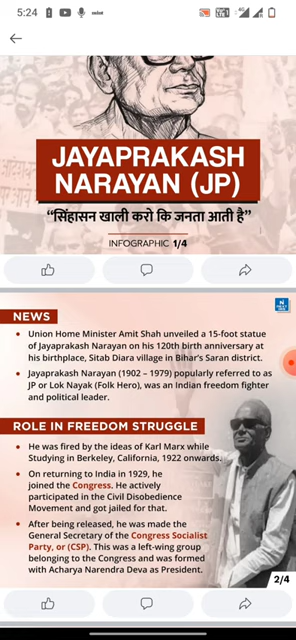 5:24
JAYAPRAKASH
NARAYAN (JP)
“सिंहासन खाली करो कि जनता आती है”
INFOGRAPHIC 1/4
NEWS
• Union Home Minister Amit Shah unveiled a 15-foot statue
of Jayaprakash Narayan on his 120th birth anniversary at
his birthplace, Sitab Diara village in Bihar's Saran district.
• Jayaprakash Narayan (1902 – 1979) popularly referred to as
JP or Lok Nayak (Folk Hero), was an Indian freedom fighter
and political leader.
ROLE IN FREEDOM STRUGGLE
• He was fired by the ideas of Karl Marx while
Studying in Berkeley, California, 1922 onwards.
• On returning to India in 1929, he
joined the Congress. He actively
participated in the Civil Disobedience
Movement and got jailed for that.
• After being released, he was made the
General Secretary of the Congress Socialist
Party, or (CSP). This was a left-wing group
belonging to the Congress and was formed
with Acharya Narendra Deva as President.
2/4